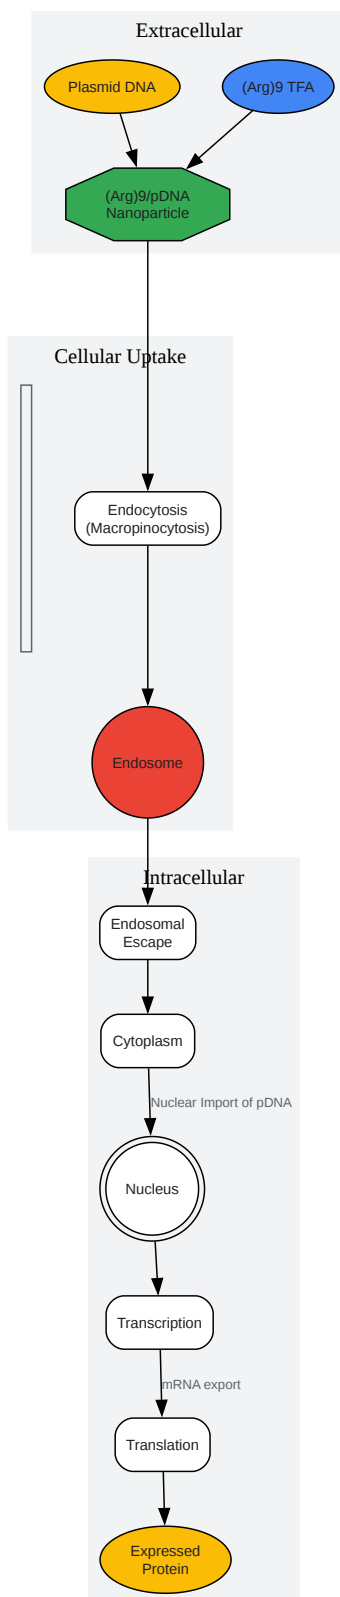 Extracellular
Plasmid DNA
(Arg)9 TFA
(Arg)9/pDNA
Nanoparticle
Cellular Uptake
Endocytosis
(Macropinocytosis)
Endosome
Intracellular
Endosomal
Escape
Cytoplasm
Nuclear Import of pDNA
Nucleus
Transcription
mRNA export
Translation
Expressed
Protein